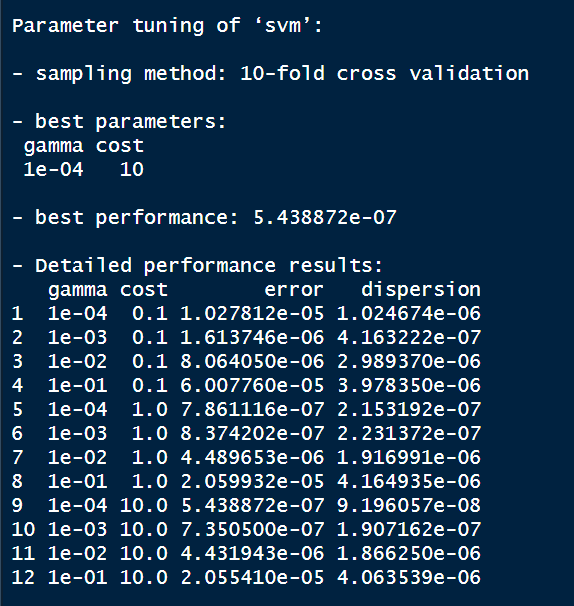 Parameter tuning of ‘svm’:
- sampling method: 10-fold cross validation
- best parameters:
gamma cost
1e-04 10
- best performance: 5.438872e-07
- Detailed performance results:
gamma cost error dispersion
1 1e-04 0.1 1.027812e-05 1.024674e-06
2 1e-03 0.1 1.613746e-06 4.163222e-07
3 1e-02 0.1 8.064050e-06 2.989370e-06
4 1e-01 0.1 6.007760e-05 3.978350e-06
5 1e-04 1.0 7.861116e-07 2.153192e-07
6 1e-03 1.0 8.374202e-07 2.231372e-07
7 1e-02 1.0 4.489653e-06 1.916991e-06
8 1e-01 1.0 2.059932e-05 4.164935e-06
9 1e-04 10.0 5.438872e-07 9.196057e-08
10 1e-03 10.0 7.350500e-07 1.907162e-07
11 1e-02 10.0 4.431943e-06 1.866250e-06
12 1e-01 10.0 2.055410e-05 4.063539e-06